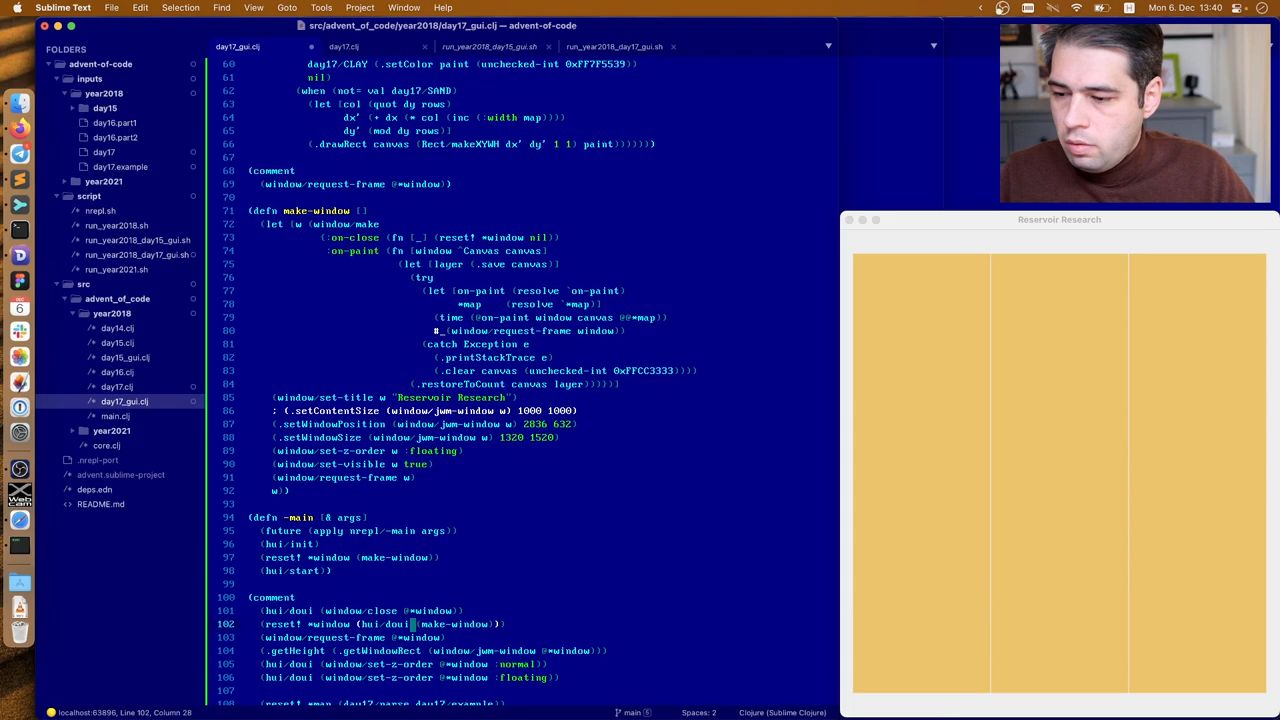 Sublime Text File Edit Selection Find View Goto Tools Project Window Help
Mon 6. Dec 13:40
src/advent_of_code/year2018/day17_gui.clj — advent-of-code
FOLDERS
advent-of-code
inputs
year2018
day15
day16.part1
day16.part2
day17
day17.example
year2021
script
nrepl.sh
run_year2018.sh
run_year2018_day15_gui.sh
run_year2018_day17_gui.sh
run_year2021.sh
src
advent_of_code
year2018
day14.clj
day15.clj
day15_gui.clj
day16.clj
day17.clj
day17_gui.clj
main.clj
year2021
core.clj
.nrepl-port
advent.sublime-project
deps.edn
README.md
day17_gui.clj day17.clj run_year2018_day15_gui.sh run_year2018_day17_gui.sh
60 day17/CLAY (.setColor paint (unchecked-int 0xFF7F5539))
61 nil)
62 (when (not= val day17/SAND)
63 (let [col (quot dy rows)
64 dx′ (+ dx (* col (inc (:width map))))
65 dy′ (mod dy rows)]
66 (.drawRect canvas (Rect/makeXYWH dx′ dy′ 1 1) paint))))))
67
68 (comment
69 (window/request-frame @*window))
70
71 (defn make-window []
72 (let [w (window/make
73 {:on-close (fn [_] (reset! *window nil))
74 :on-paint (fn [window ^Canvas canvas]
75 (let [layer (.save canvas)]
76 (try
77 (let [on-paint (resolve `on-paint)
78 *map (resolve `*map)]
79 (time (@on-paint window canvas @@*map))
80 #_(window/request-frame window))
81 (catch Exception e
82 (.printStackTrace e)
83 (.clear canvas (unchecked-int 0xFFCC3333))))
84 (.restoreToCount canvas layer))})]
85 (window/set-title w "Reservoir Research")
86 ; (.setContentSize (window/jwm-window w) 1000 1000)
87 (.setWindowPosition (window/jwm-window w) 2836 632)
88 (.setWindowSize (window/jwm-window w) 1320 1520)
89 (window/set-z-order w :floating)
90 (window/set-visible w true)
91 (window/request-frame w)
92 w))
93
94 (defn -main [& args]
95 (future (apply nrepl/-main args))
96 (hui/init)
97 (reset! *window (make-window))
98 (hui/start))
99
100 (comment
101 (hui/doui (window/close @*window))
102 (reset! *window (hui/doui (make-window)))
103 (window/request-frame @*window)
104 (.getHeight (.getWindowRect (window/jwm-window @*window)))
105 (hui/doui (window/set-z-order @*window :normal))
106 (hui/doui (window/set-z-order @*window :floating))
107
108 (reset! *map (day17/parse day17/example))
localhost:63896, Line 102, Column 28
main 5
Spaces: 2
Clojure (Sublime Clojure)
Reservoir Research